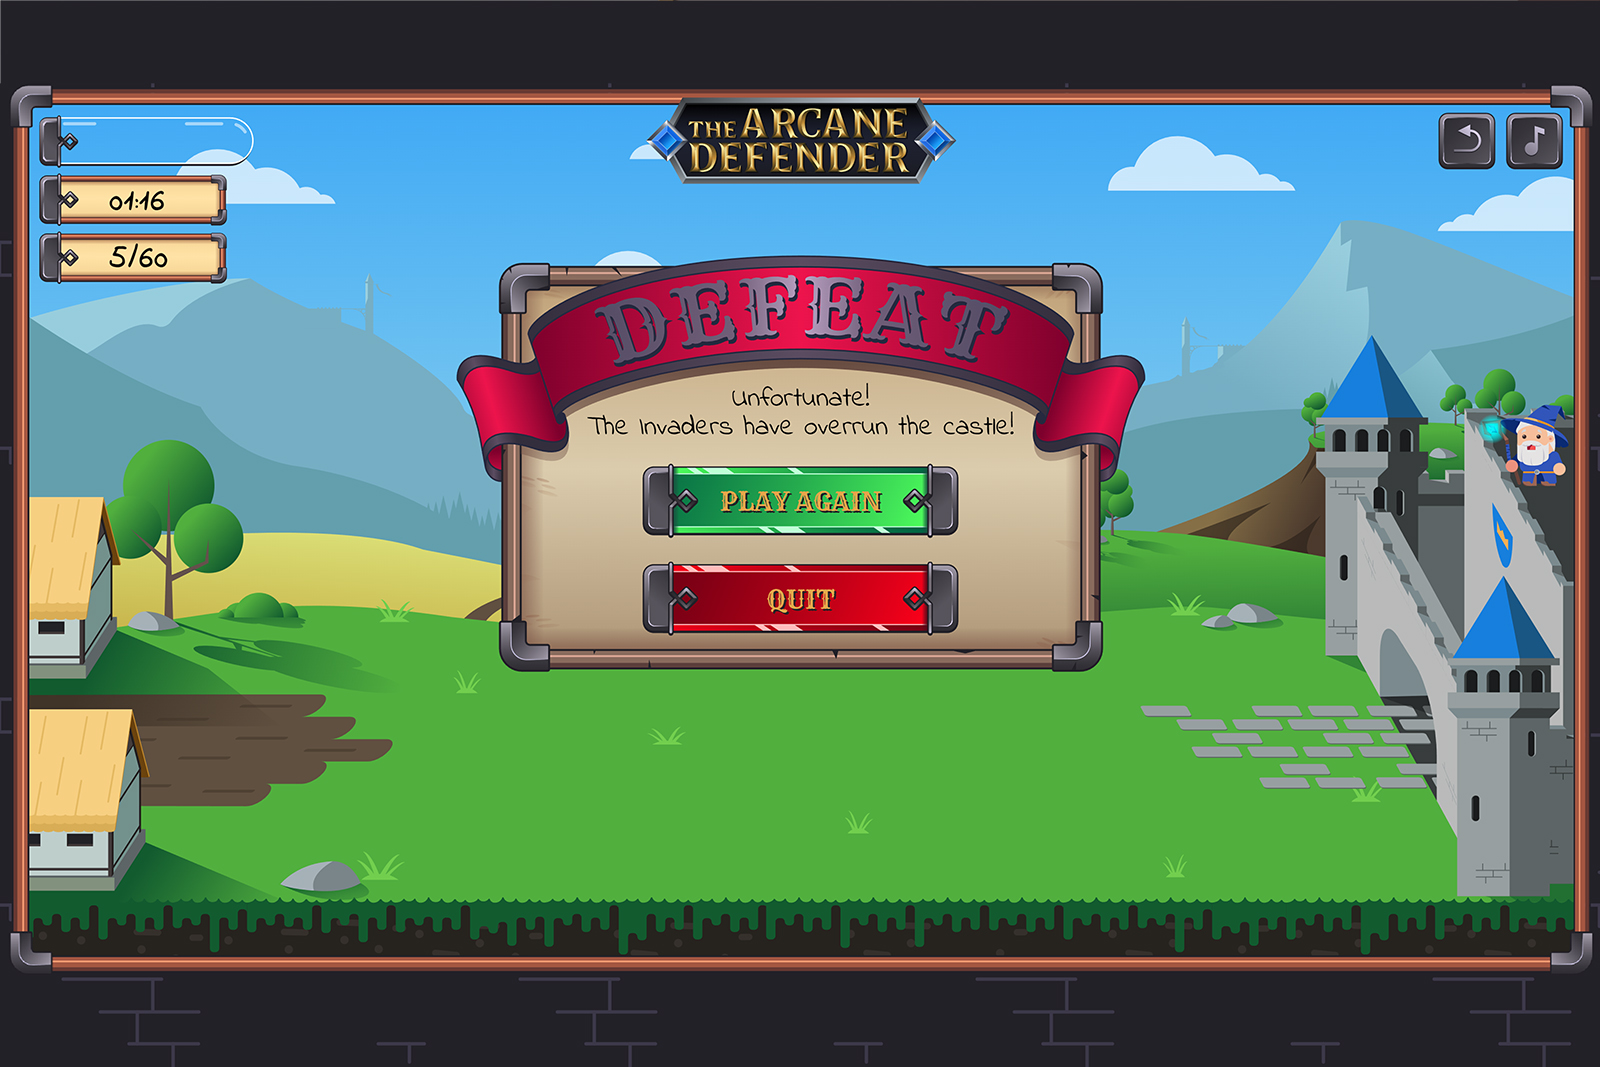 THE ARCANE
DEFENDER
01:16
5/60
DEFEAT
Unfortunate!
The Invaders have overrun the castle!
PLAY AGAIN
QUIT